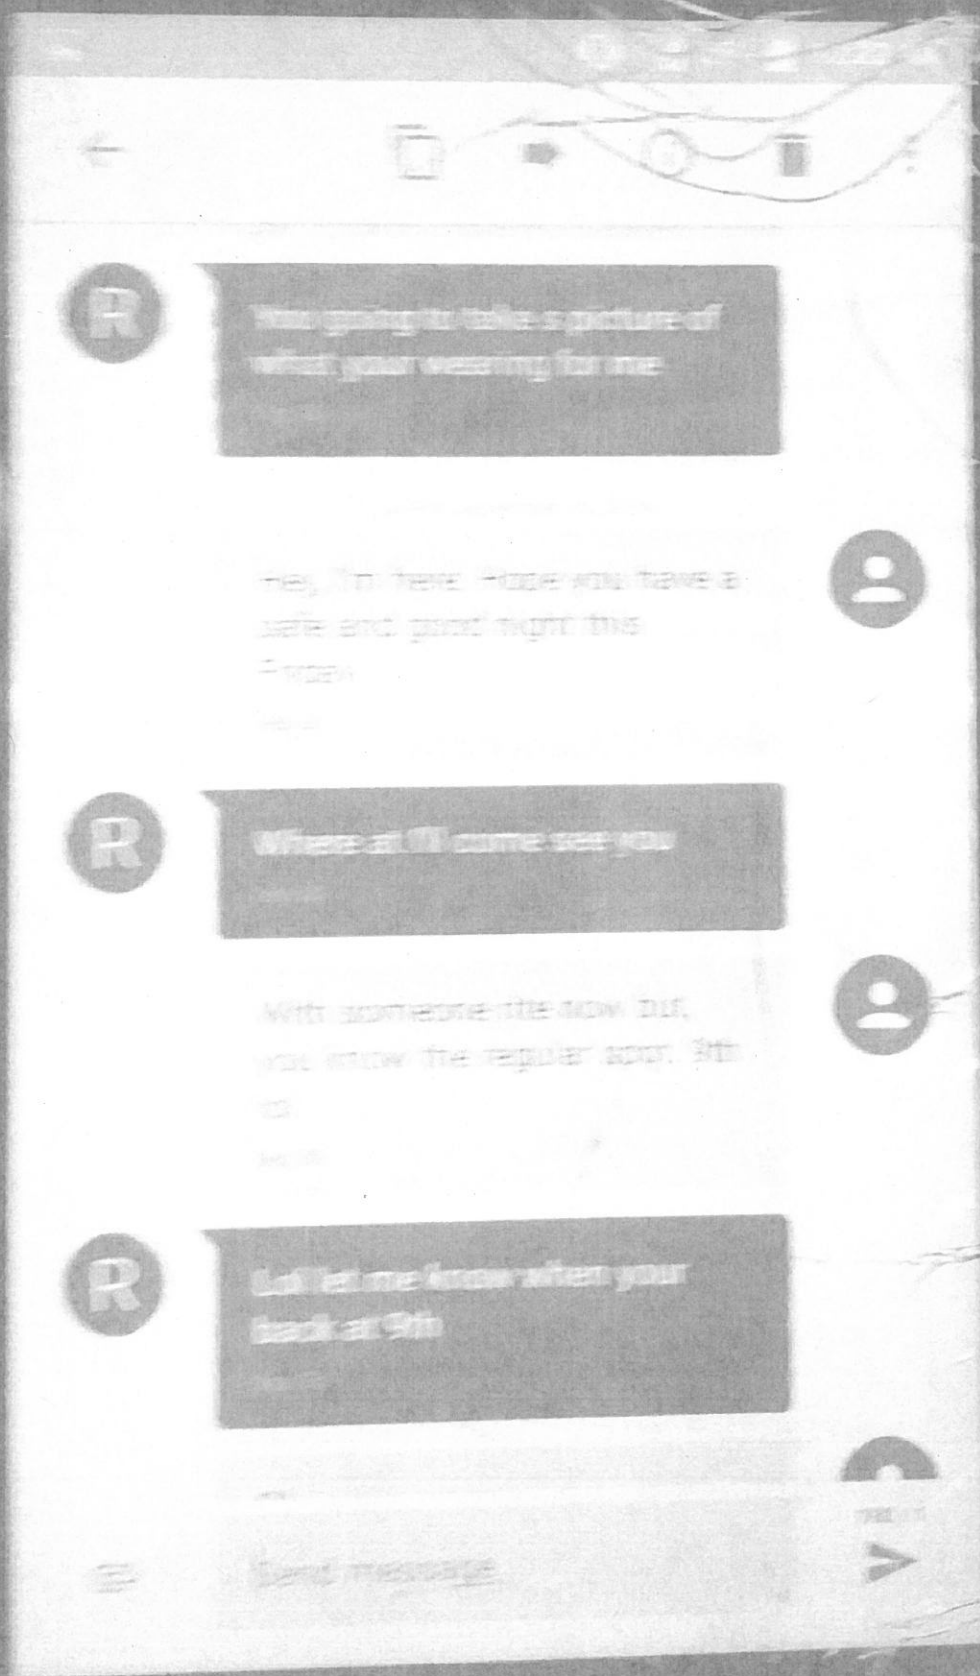 R
You going to take a picture of
what your wearing for me
Hey, I'm here. Hope you have a
safe and good night this
R
Where at I'll come see you
With someone now but
you know the regular spot. 9th
R
Lol let me know when your
back at 9th
Send message